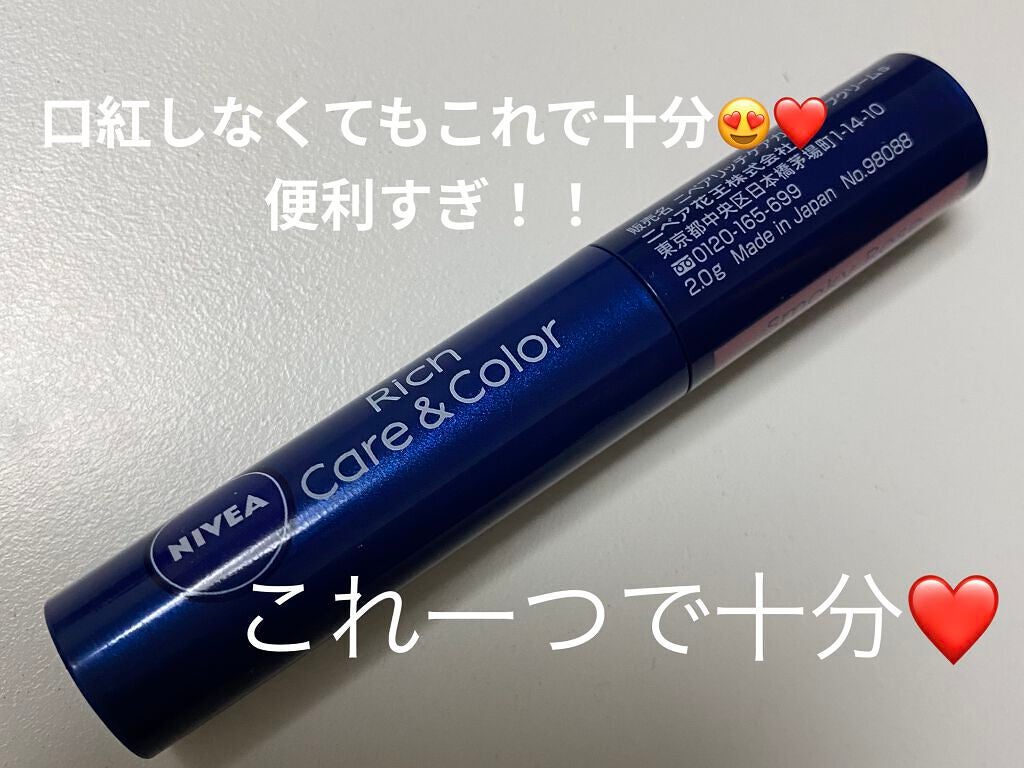 口紅しなくてもこれで十分😍❤️
便利すぎ！！
ニベア花王株式会社
東京都中央区日本橋茅場町1-14-10
0120-165-699
2.0g Made in Japan No.98088
Rich
Care & Color
NIVEA
これ一つで十分❤️